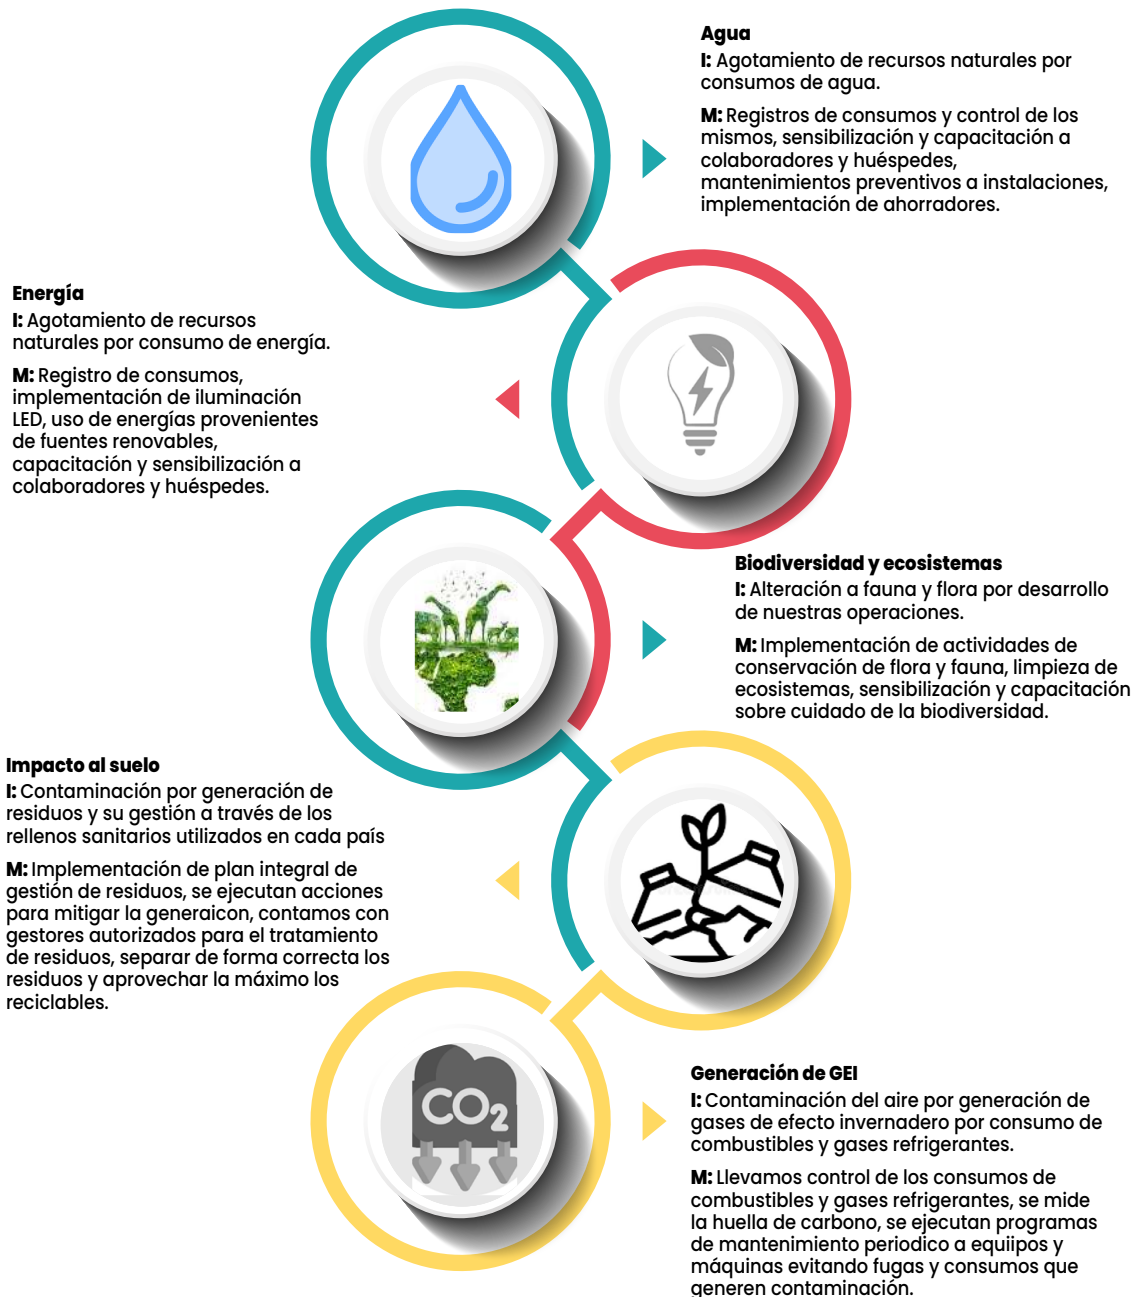 Agua
I: Agotamiento de recursos naturales por
consumos de agua.
M: Registros de consumos y control de los
mismos, sensibilización y capacitación a
colaboradores y huéspedes,
mantenimientos preventivos a instalaciones,
implementación de ahorradores.
Energía
I: Agotamiento de recursos
naturales por consumo de energía.
M: Registro de consumos,
implementación de iluminación
LED, uso de energías provenientes
de fuentes renovables,
capacitación y sensibilización a
colaboradores y huéspedes.
Biodiversidad y ecosistemas
I: Alteración a fauna y flora por desarrollo
de nuestras operaciones.
M: Implementación de actividades de
conservación de flora y fauna, limpieza de
ecosistemas, sensibilización y capacitación
sobre cuidado de la biodiversidad.
Impacto al suelo
I: Contaminación por generación de
residuos y su gestión a través de los
rellenos sanitarios utilizados en cada país
M: Implementación de plan integral de
gestión de residuos, se ejecutan acciones
para mitigar la generaicon, contamos con
gestores autorizados para el tratamiento
de residuos, separar de forma correcta los
residuos y aprovechar la máximo los
reciclables.
CO2
Generación de GEI
I: Contaminación del aire por generación de
gases de efecto invernadero por consumo de
combustibles y gases refrigerantes.
M: Llevamos control de los consumos de
combustibles y gases refrigerantes, se mide
la huella de carbono, se ejecutan programas
de mantenimiento periodico a equiipos y
máquinas evitando fugas y consumos que
generen contaminación.